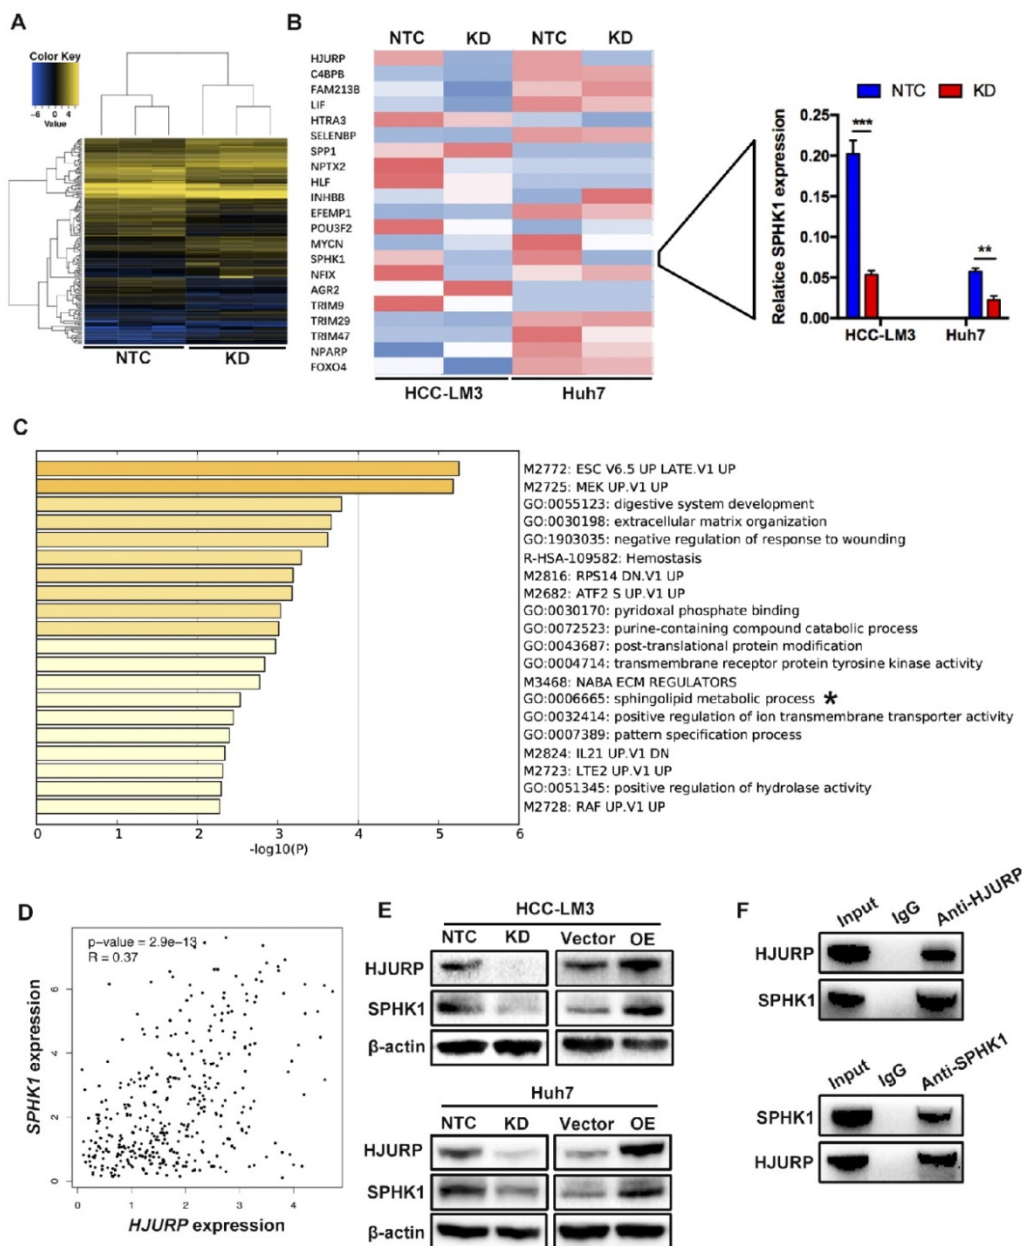 A
Color Key
−6 0 4
Value
NTC KD
B
NTC KD NTC KD
HJURP
C4BPB
FAM213B
LIF
HTRA3
SELENBP
SPP1
NPTX2
HLF
INHBB
EFEMP1
POU3F2
MYCN
SPHK1
NFIX
AGR2
TRIM9
TRIM29
TRIM47
NPARP
FOXO4
HCC-LM3 Huh7
NTC KD
Relative SPHK1 expression
0.25
0.20
0.15
0.10
0.05
0.00
***
**
HCC-LM3 Huh7
C
M2772: ESC V6.5 UP LATE.V1 UP
M2725: MEK UP.V1 UP
GO:0055123: digestive system development
GO:0030198: extracellular matrix organization
GO:1903035: negative regulation of response to wounding
R-HSA-109582: Hemostasis
M2816: RPS14 DN.V1 UP
M2682: ATF2 S UP.V1 UP
GO:0030170: pyridoxal phosphate binding
GO:0072523: purine-containing compound catabolic process
GO:0043687: post-translational protein modification
GO:0004714: transmembrane receptor protein tyrosine kinase activity
M3468: NABA ECM REGULATORS
GO:0006665: sphingolipid metabolic process *
GO:0032414: positive regulation of ion transmembrane transporter activity
GO:0007389: pattern specification process
M2824: IL21 UP.V1 DN
M2723: LTE2 UP.V1 UP
GO:0051345: positive regulation of hydrolase activity
M2728: RAF UP.V1 UP
0 1 2 3 4 5 6
-log10(P)
D
p−value = 2.9e−13
R = 0.37
SPHK1 expression
6
4
2
0
0 1 2 3 4
HJURP expression
E
HCC-LM3
NTC KD Vector OE
HJURP
SPHK1
β-actin
Huh7
NTC KD Vector OE
HJURP
SPHK1
β-actin
F
Input IgG Anti-HJURP
HJURP
SPHK1
Input IgG Anti-SPHK1
SPHK1
HJURP